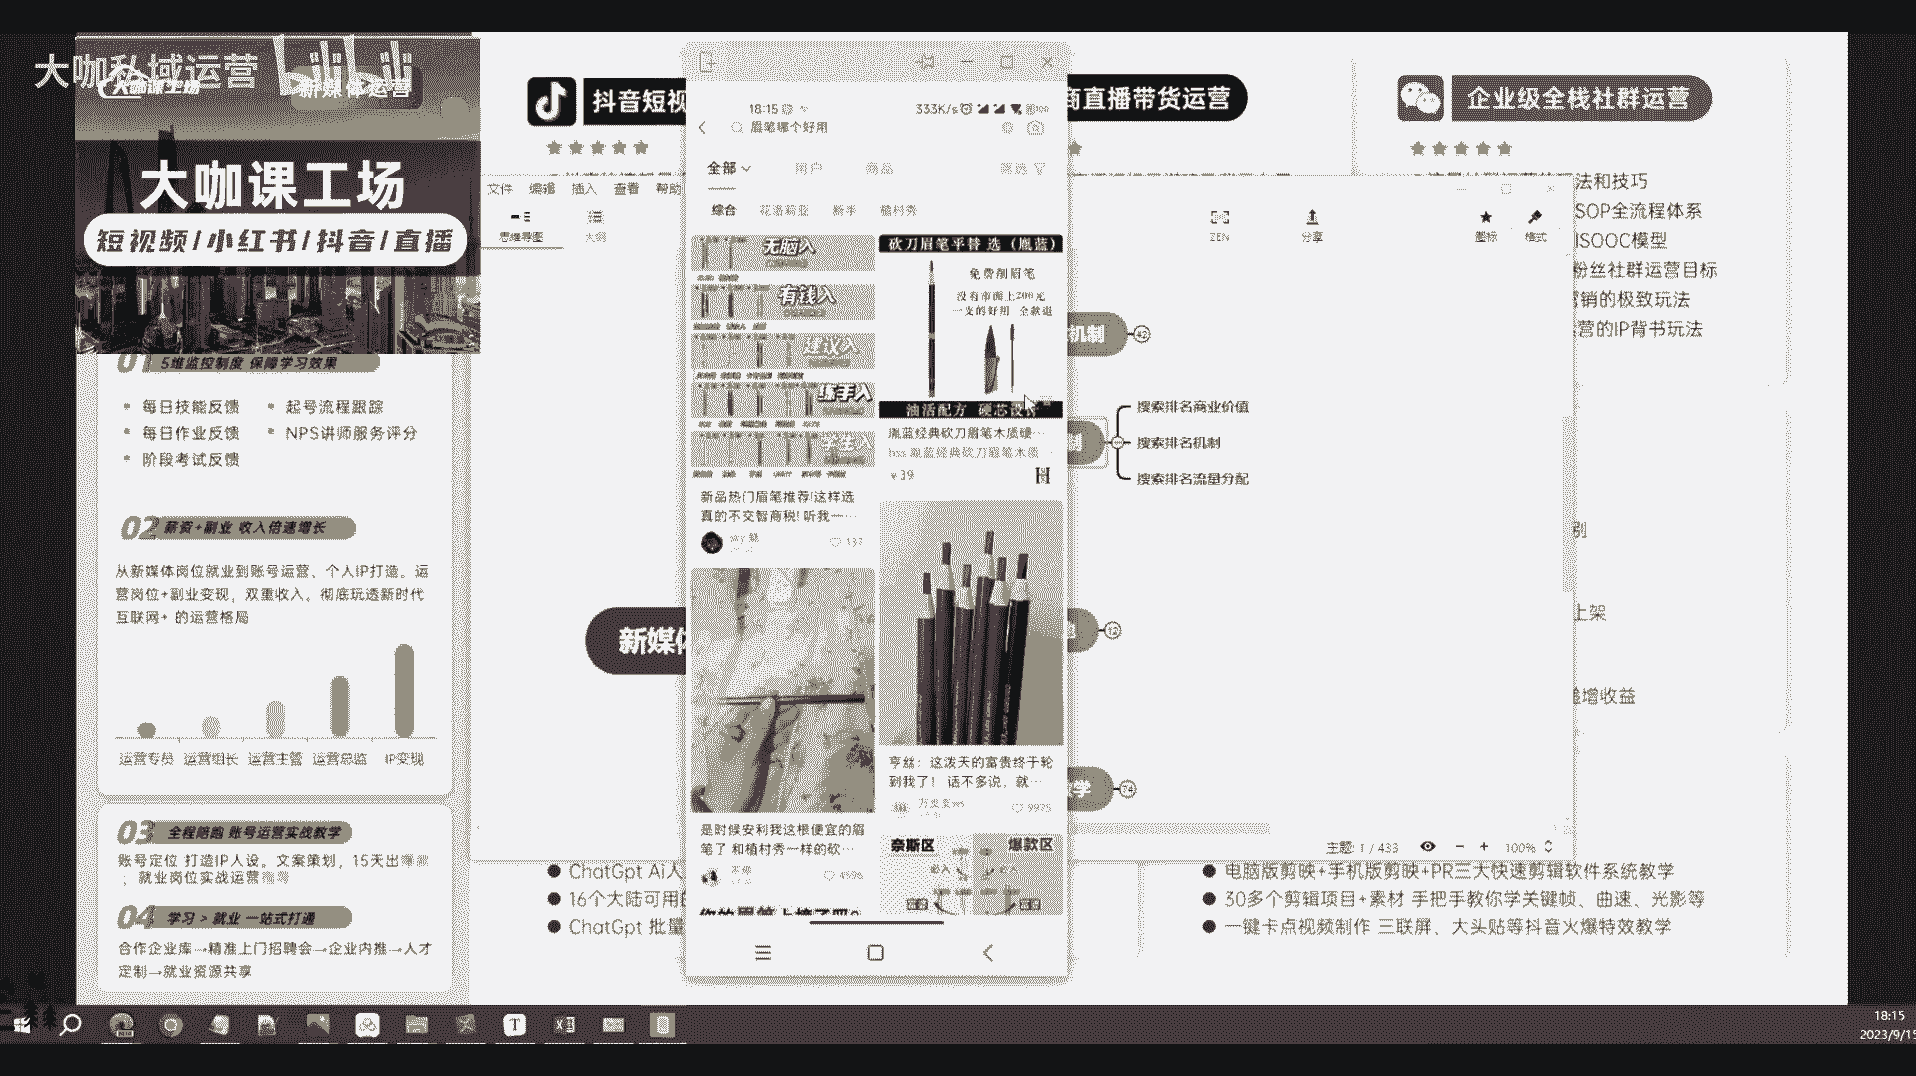 大咖私域运营
bilibili
大咖课工场
新媒体运营
大咖课工场
短视频/小红书/抖音/直播
01 5维监控制度 保障学习效果
每日技能反馈
起号流程跟踪
每日作业反馈
NPS讲师服务评分
阶段考试反馈
02 薪资+副业 收入倍速增长
从新媒体岗位就业到账号运营、个人IP打造。运
营岗位+副业变现,双重收入。彻底玩透新时代
互联网+ 的运营格局
运营专员 运营组长 运营主管 运营总监 IP变现
03 全程陪跑 账号运营实战教学
账号定位 打造IP人设。文案策划,15天出
;就业岗位实战运营
04 学习 > 就业 一站式打通
合作企业库→精准上门招聘会→企业内推→人才
定制→就业资源共享
抖音短视
商直播带货运营
企业级全栈社群运营
法和技巧
SOP全流程体系
ISOOC模型
粉丝社群运营目标
营销的极致玩法
运营的IP背书玩法
别
上架
增收益
文件 编辑 插入 查看 帮助
思维导图
大纲
ZEN
分享
图标
格式
机制 42
制
搜索排名商业价值
搜索排名机制
搜索排名流量分配
新媒体
12
学 74
主题: 1 / 433
100%
18:15
333K/s
100
眉笔哪个好用
全部
用户
商品
筛选
综合
花洛莉亚
新手
植村秀
无脑入
有钱入
建议入
练手入
学生入
新品热门眉笔推荐!这样选
真的不交智商税! 听我一…
137
砍刀眉笔平替 选(胤蓝)
免费削眉笔
没有市面上200元
一支的好用 全款退
油活配方 硬芯设计
胤蓝经典砍刀眉笔木质硬…
hss 胤蓝经典砍刀眉笔木质
¥39
是时候安利我这根便宜的眉
笔了 和植村秀一样的砍…
4596
亨丝:这泼天的富贵终于轮
到我了! 话不多说,就…
9975
奈斯区
爆款区
ChatGpt Ai人
16个大陆可用的
ChatGpt 批量
电脑版剪映+手机版剪映+PR三大快速剪辑软件系统教学
30多个剪辑项目+素材 手把手教你学关键帧、曲速、光影等
一键卡点视频制作 三联屏、大头贴等抖音火爆特效教学
18:15
2023/9/15